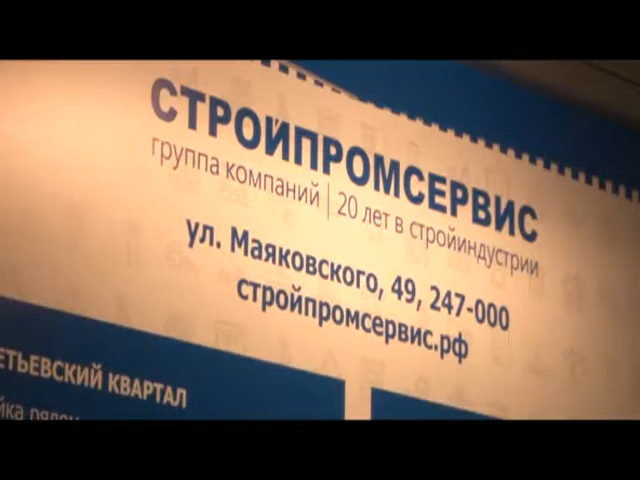 СТРОЙПРОМСЕРВИС
группа компаний | 20 лет в стройиндустрии
ул. Маяковского, 49, 247-000
стройпромсервис.рф
КВАРТАЛ